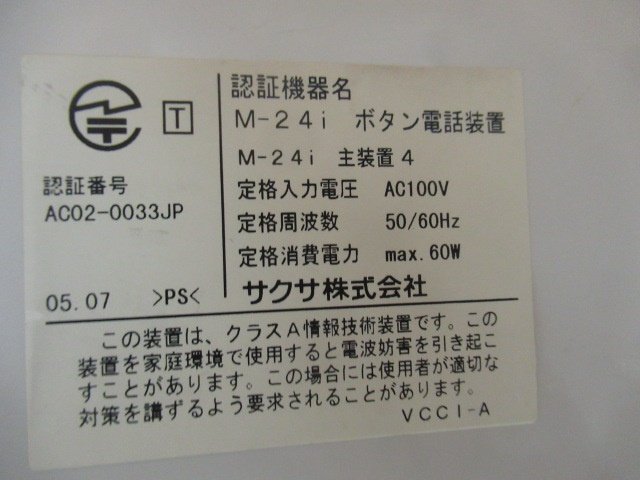 認証機器名
T
M-24i ボタン電話装置
M-24i 主装置4
認証番号
定格入力電圧 AC100V
AC02-0033JP
定格周波数 50/60Hz
定格消費電力 max.60W
05.07 >PS<
サクサ株式会社
この装置は、クラスA情報技術装置です。この
装置を家庭環境で使用すると電波妨害を引き起こ
すことがあります。この場合には使用者が適切な
対策を講ずるよう要求されることがあります。
VCCI-A